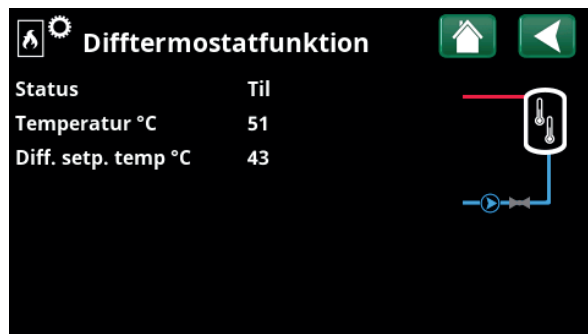 Difftermostatfunktion
Status Til
Temperatur °C 51
Diff. setp. temp °C 43